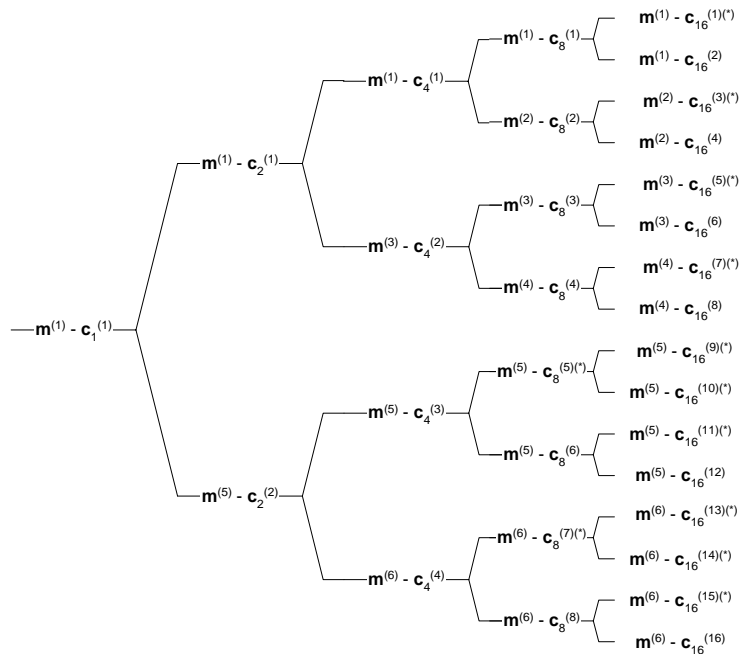 m(1) - c16(1)(*)
m(1) - c8(1)
m(1) - c16(2)
m(1) - c4(1)
m(2) - c16(3)(*)
m(2) - c8(2)
m(2) - c16(4)
m(1) - c2(1)
m(3) - c16(5)(*)
m(3) - c8(3)
m(3) - c16(6)
m(3) - c4(2)
m(4) - c16(7)(*)
m(4) - c8(4)
m(4) - c16(8)
m(1) - c1(1)
m(5) - c16(9)(*)
m(5) - c8(5)(*)
m(5) - c16(10)(*)
m(5) - c4(3)
m(5) - c16(11)(*)
m(5) - c8(6)
m(5) - c16(12)
m(5) - c2(2)
m(6) - c16(13)(*)
m(6) - c8(7)(*)
m(6) - c16(14)(*)
m(6) - c4(4)
m(6) - c16(15)(*)
m(6) - c8(8)
m(6) - c16(16)